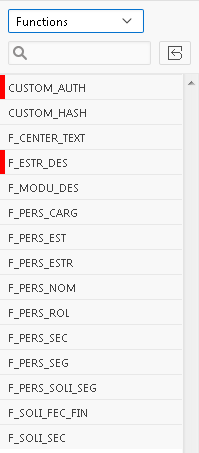 Functions
CUSTOM_AUTH
CUSTOM_HASH
F_CENTER_TEXT
F_ESTR_DES
F_MODU_DES
F_PERS_CARG
F_PERS_EST
F_PERS_ESTR
F_PERS_NOM
F_PERS_ROL
F_PERS_SEC
F_PERS_SEG
F_PERS_SOLI_SEG
F_SOLI_FEC_FIN
F_SOLI_SEC